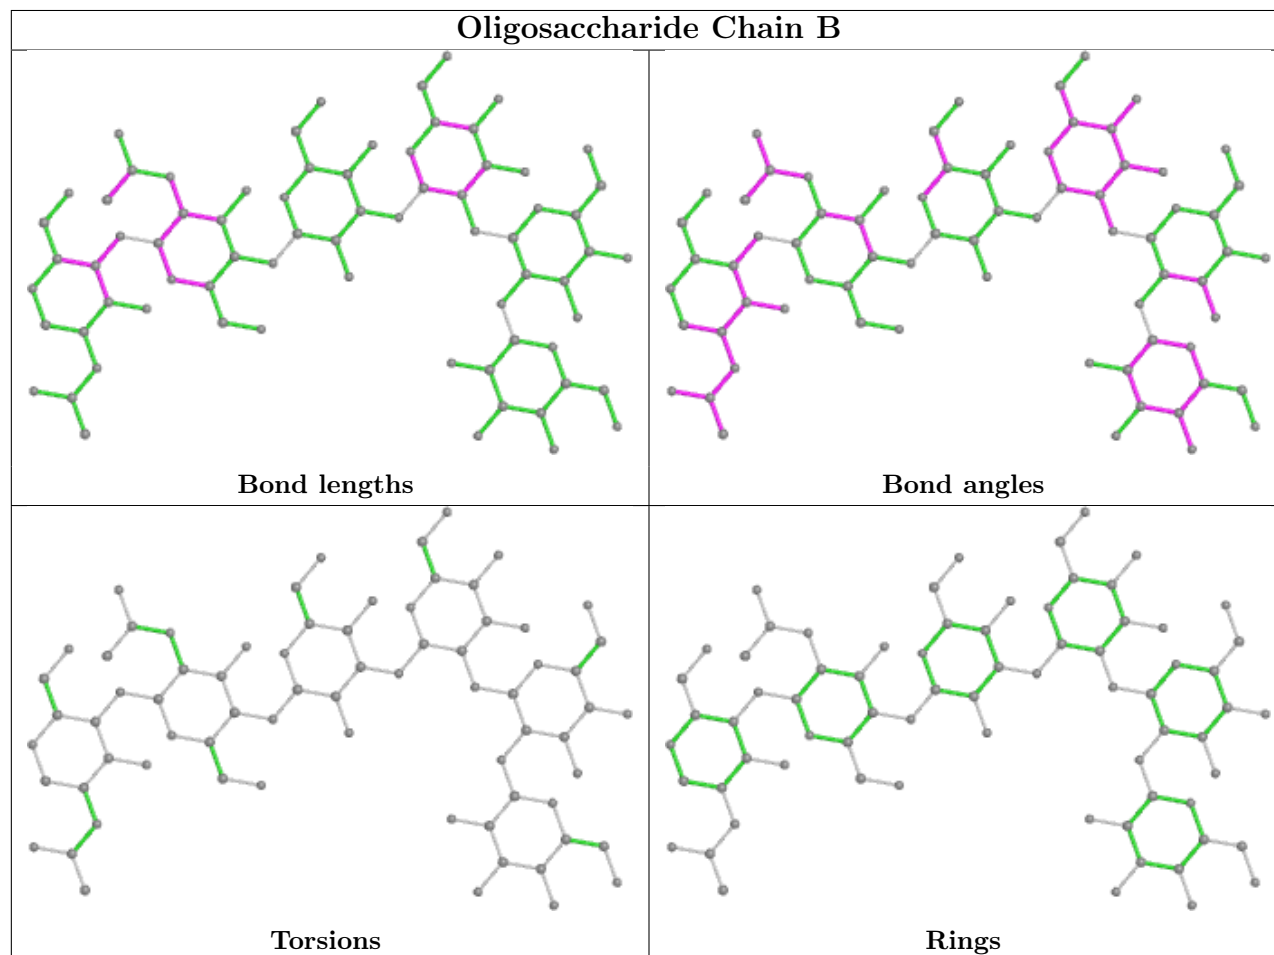 Oligosaccharide Chain B
Bond lengths
Bond angles
Torsions
Rings